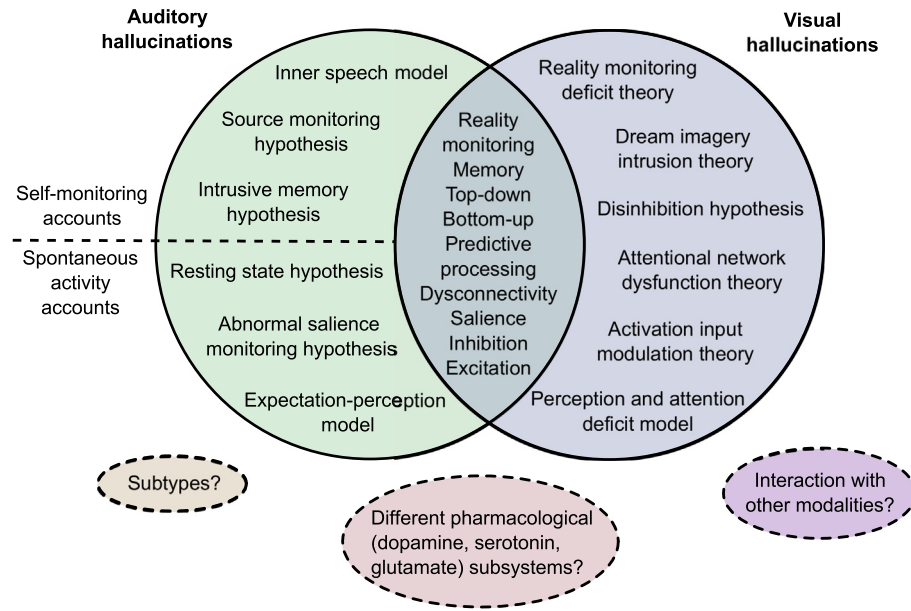 Auditory
hallucinations
Visual
hallucinations
Self-monitoring
accounts
Spontaneous
activity
accounts
Inner speech model
Source monitoring
hypothesis
Intrusive memory
hypothesis
Resting state hypothesis
Abnormal salience
monitoring hypothesis
Expectation-perception
model
Reality
monitoring
Memory
Top-down
Bottom-up
Predictive
processing
Dysconnectivity
Salience
Inhibition
Excitation
Reality monitoring
deficit theory
Dream imagery
intrusion theory
Disinhibition hypothesis
Attentional network
dysfunction theory
Activation input
modulation theory
Perception and attention
deficit model
Subtypes?
Different pharmacological
(dopamine, serotonin,
glutamate) subsystems?
Interaction with
other modalities?